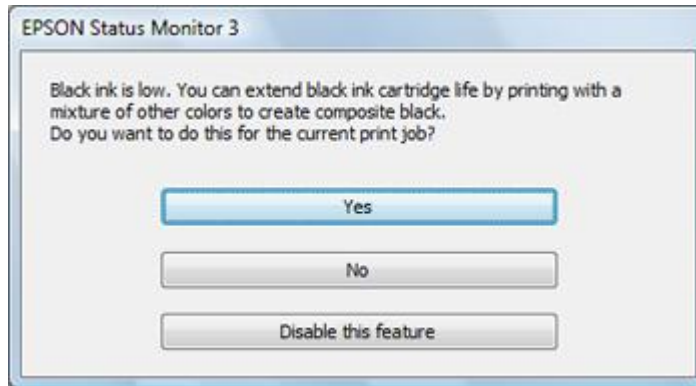 EPSON Status Monitor 3
Black ink is low. You can extend black ink cartridge life by printing with a
mixture of other colors to create composite black.
Do you want to do this for the current print job?
Yes
No
Disable this feature